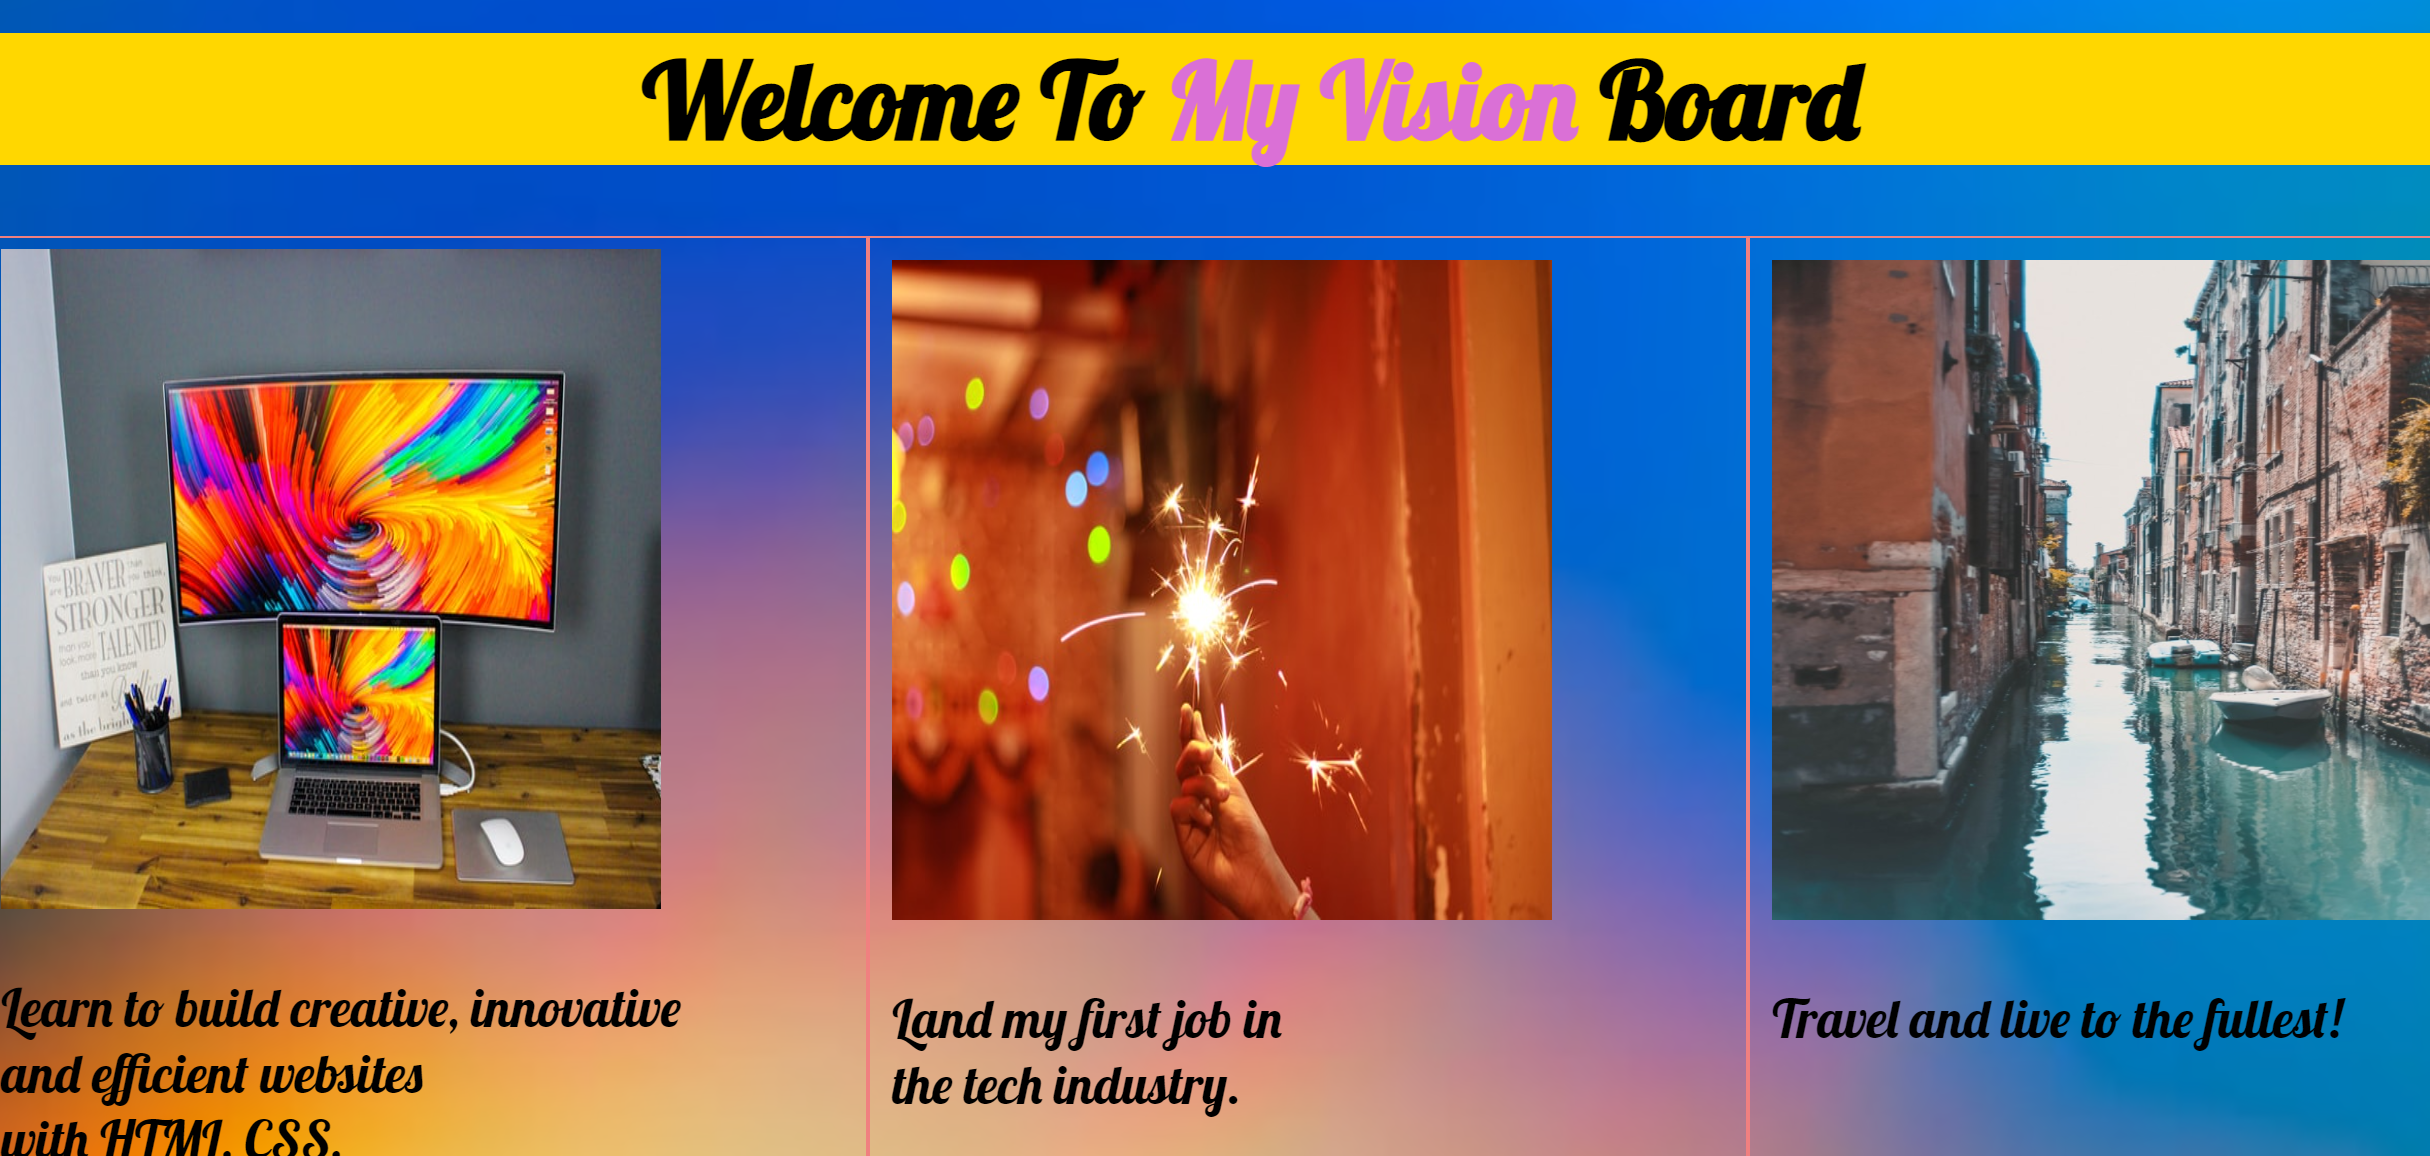 Welcome To My Vision Board
you BRAVER than
are you think,
STRONGER
than you
look, more TALENTED
than you know
and twice as Brilliant
as the bright
Learn to build creative, innovative
and efficient websites
with HTML, CSS,
Land my first job in
the tech industry.
Travel and live to the fullest!